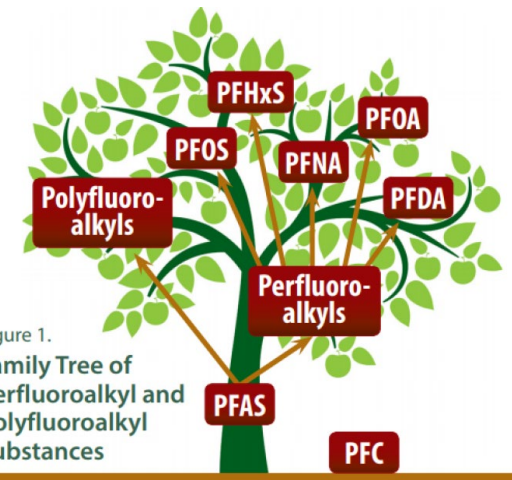 PFHxS
PFOA
PFOS
PFNA
Polyfluoro-
alkyls
PFDA
Perfluoro-
alkyls
gure 1.
amily Tree of
erfluoroalkyl and
olyfluoroalkyl
ubstances
PFAS
PFC